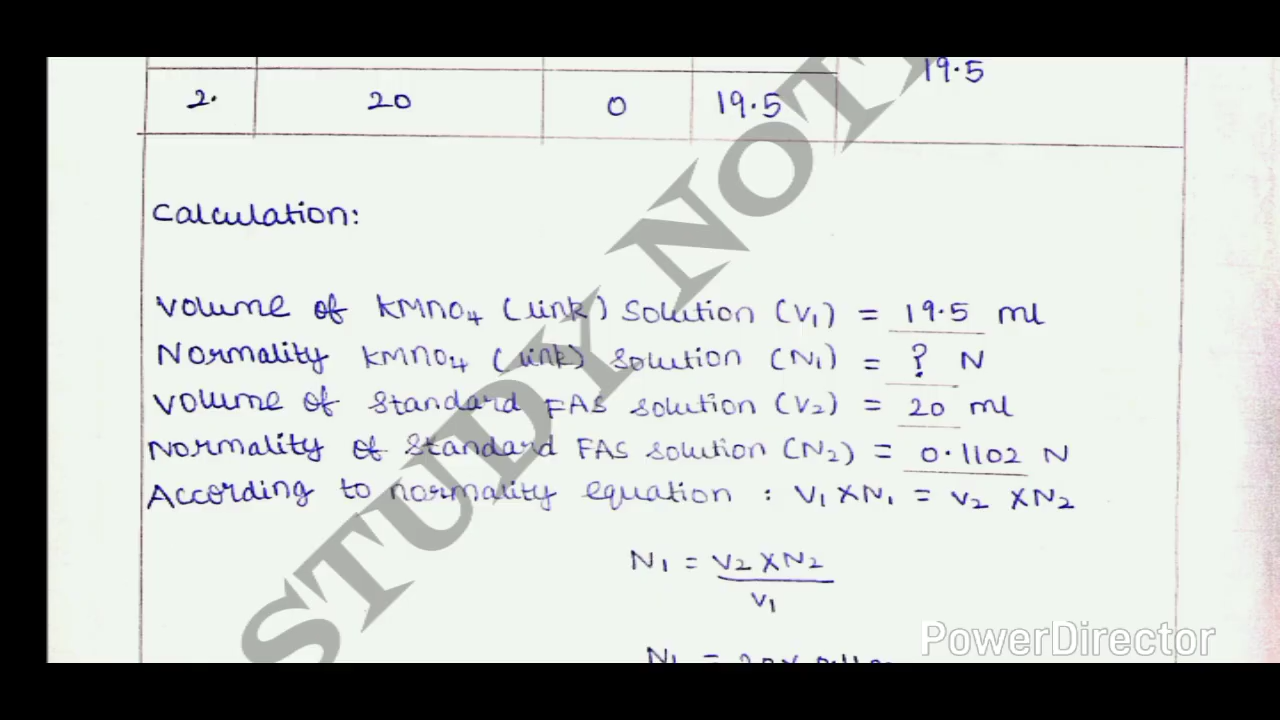 19.5
2. 20 0 19.5
Calculation:
Volume of KMnO4 (link) Solution (V1) = 19.5 ml
Normality KMnO4 (link) Solution (N1) = ? N
Volume of Standard FAS Solution (V2) = 20 ml
Normality of Standard FAS Solution (N2) = 0.1102 N
According to normality equation : V1 X N1 = V2 X N2
N1 = V2 X N2
V1
N1 = 20 X
STUDY
PowerDirector